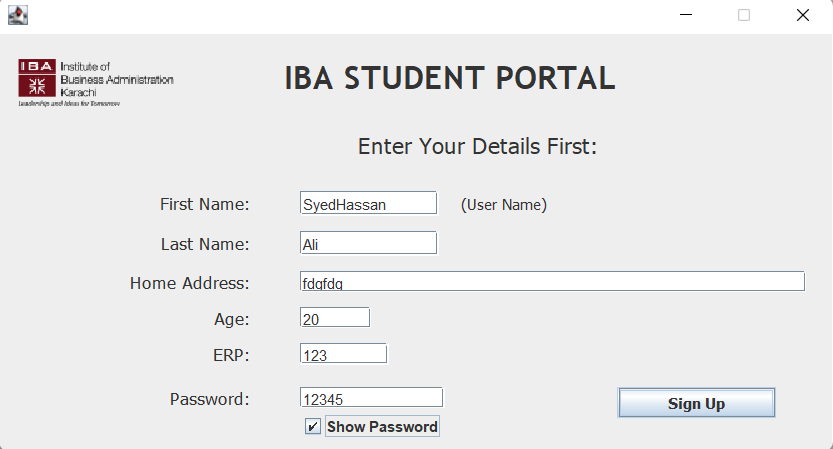 IBA Institute of
Business Administration
Karachi
Leadership and Ideas for Tomorrow
IBA STUDENT PORTAL
Enter Your Details First:
First Name: SyedHassan (User Name)
Last Name: Ali
Home Address: fdgfdg
Age: 20
ERP: 123
Password: 12345
Show Password
Sign Up